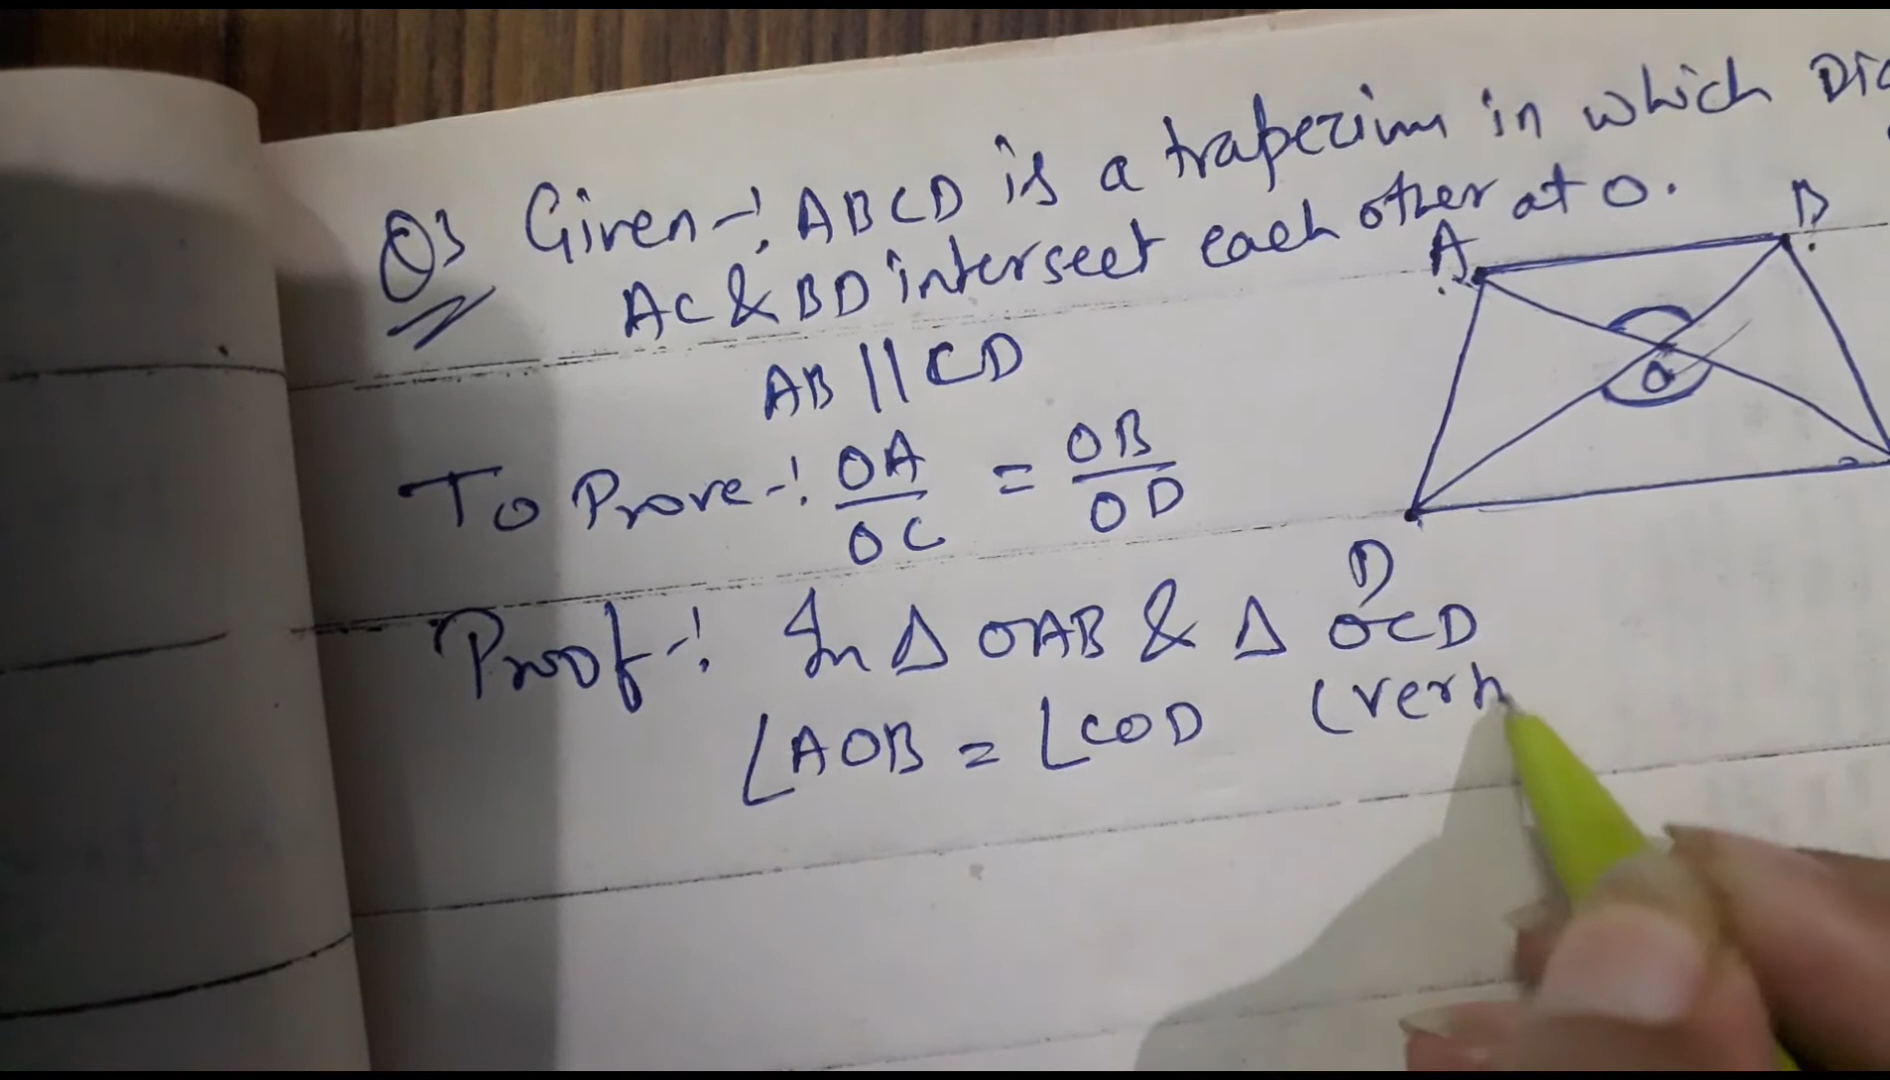 Q3 Given -: ABCD is a trapezium in which
AC & BD intersect each other at O.
AB || CD
To Prove -: OA/OC = OB/OD
Proof -: In Δ OAB & Δ OCD
∠AOB = ∠COD (vert
A
B
O
D